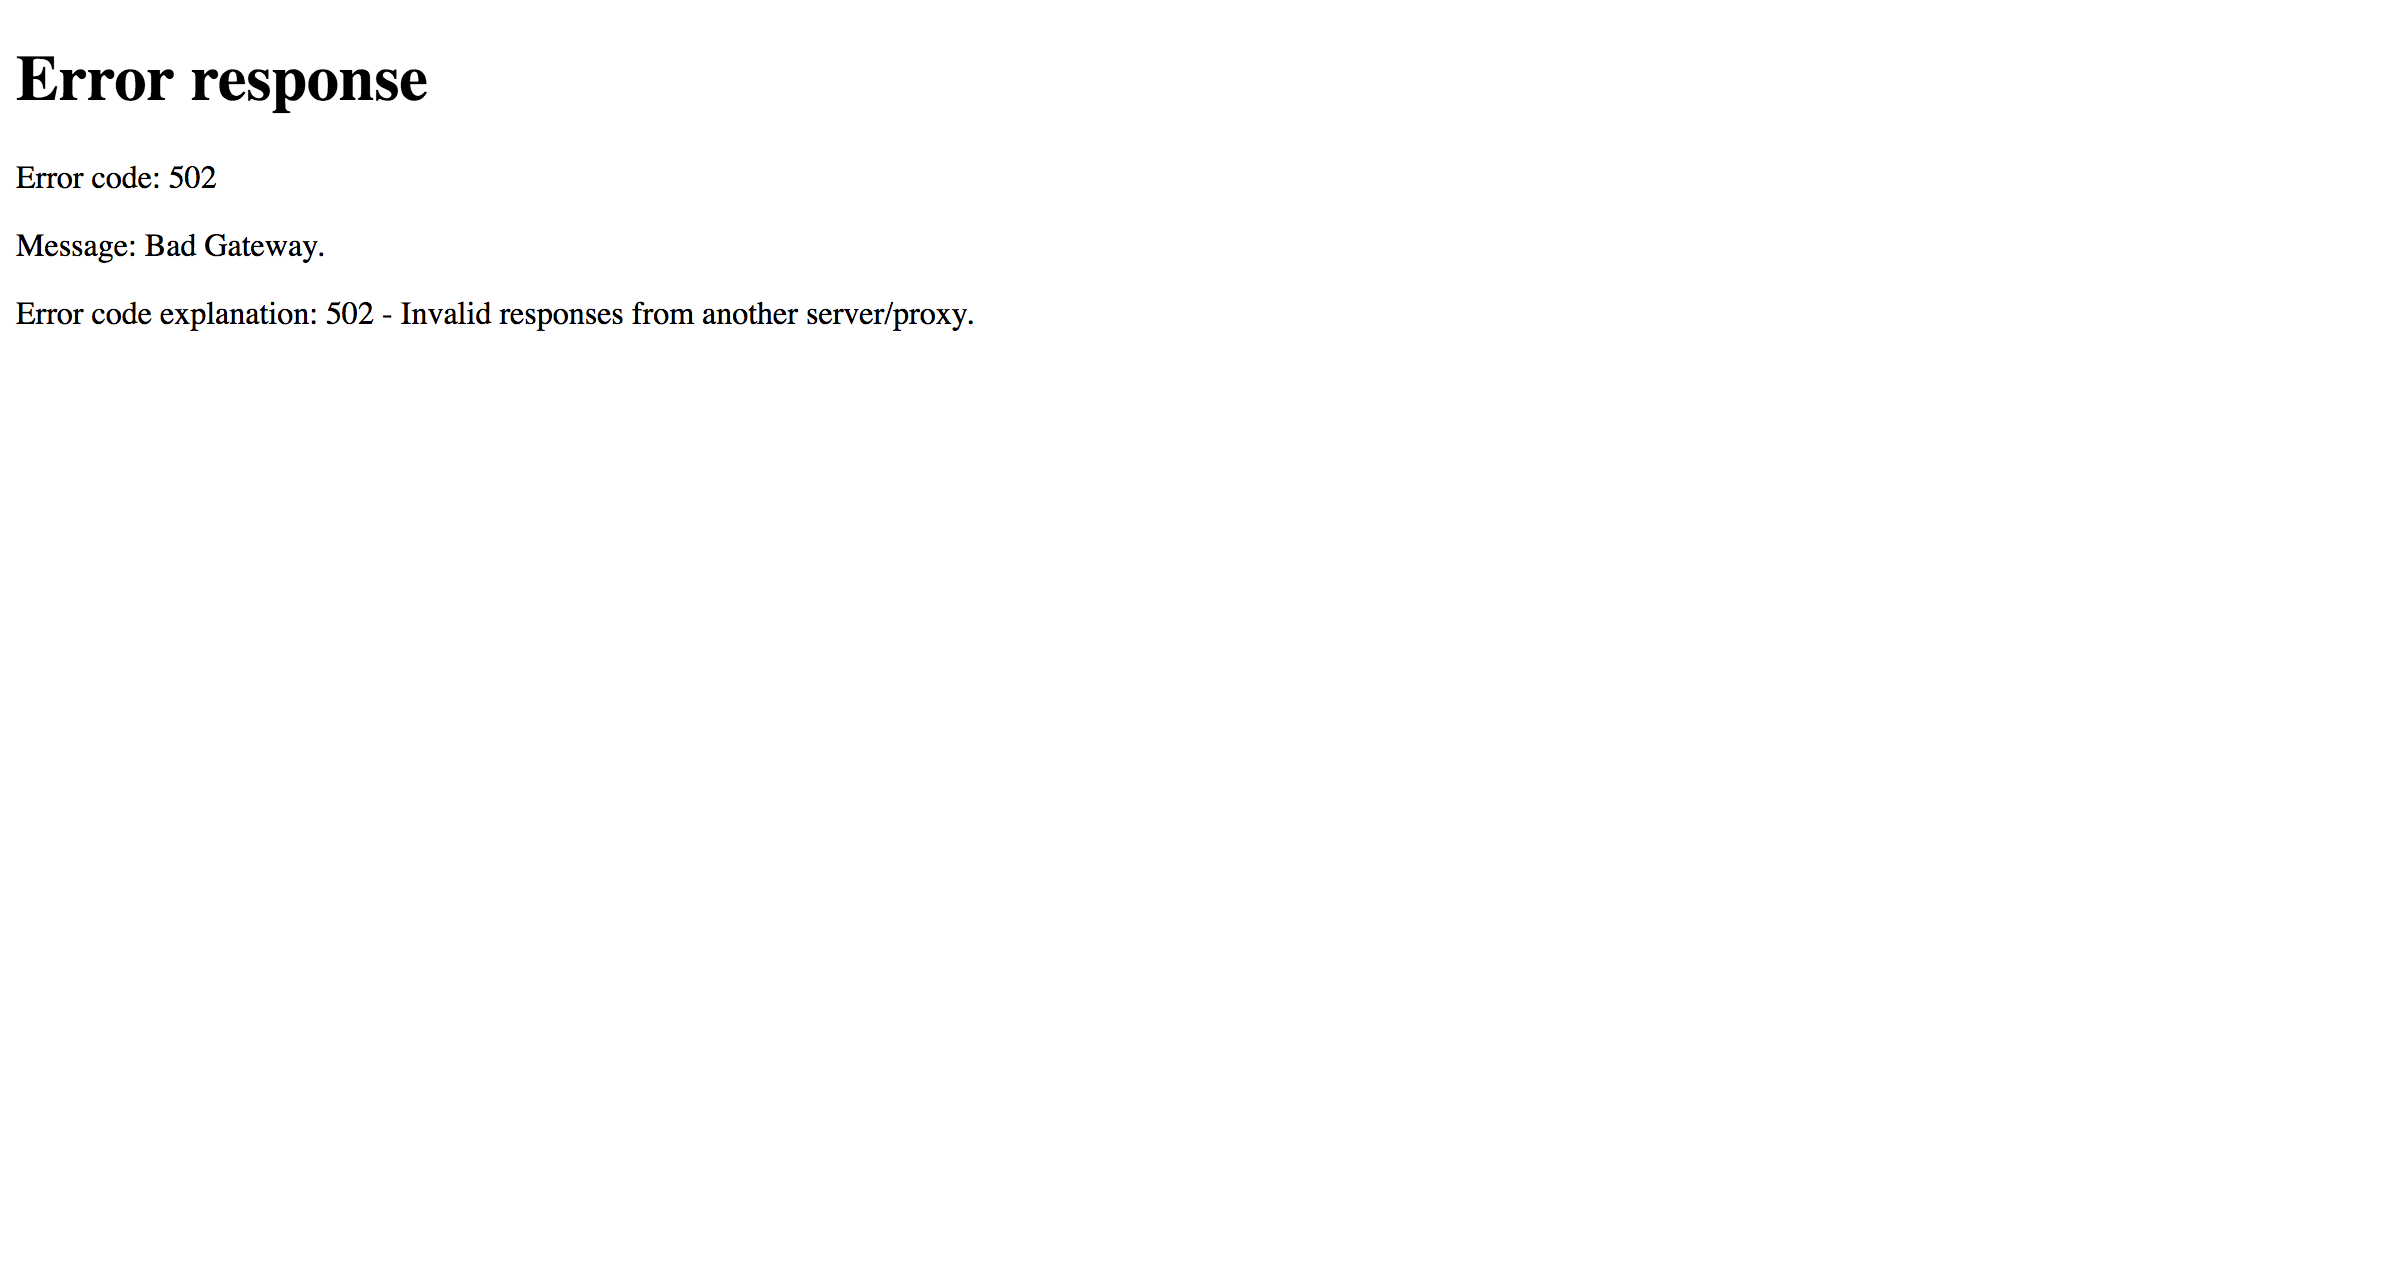 Error response
Error code: 502
Message: Bad Gateway.
Error code explanation: 502 - Invalid responses from another server/proxy.